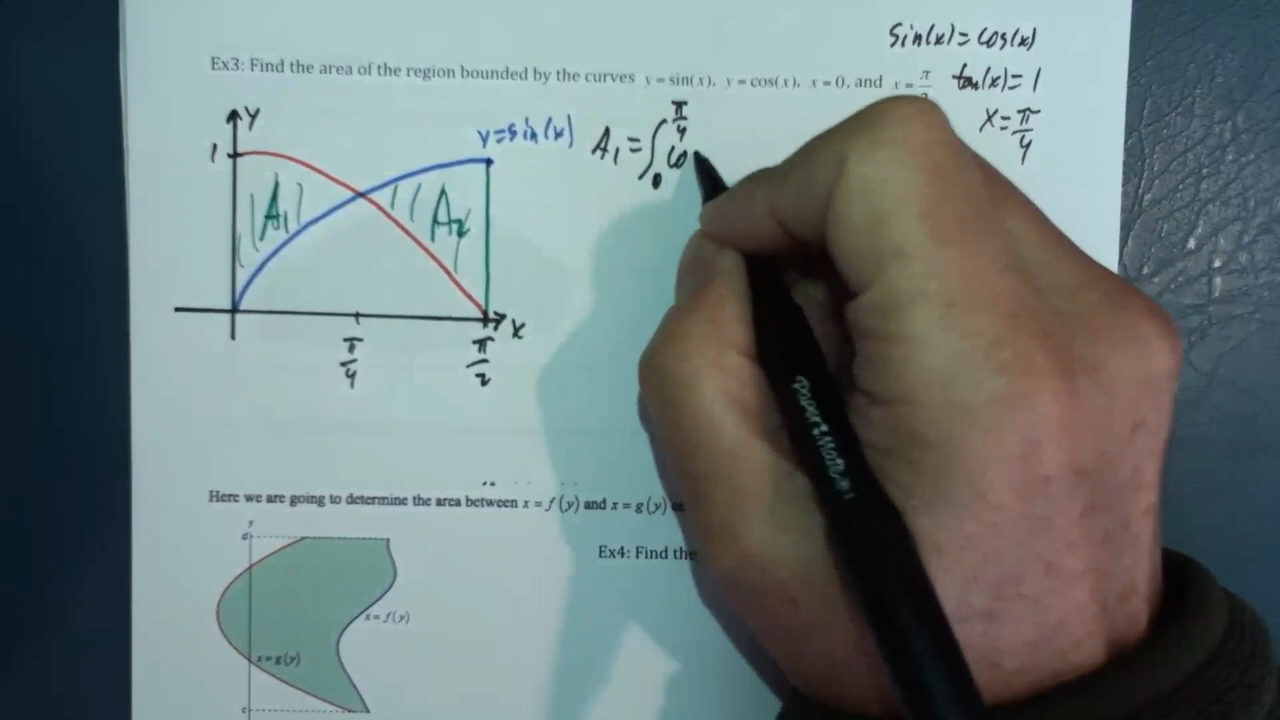 sin(x)=cos(x)
Ex3: Find the area of the region bounded by the curves y=sin(x), y=cos(x), x=0, and x=π/
tan(x)=1
x=π/4
Y
1
y=sin(x)
A₁=∫₀^(π/4) co
A₁
A₂
X
π/4
π/2
PaperMate
Here we are going to determine the area between x = f(y) and x = g(y)
Ex4: Find the
y
d
x=f(y)
x=g(y)
c